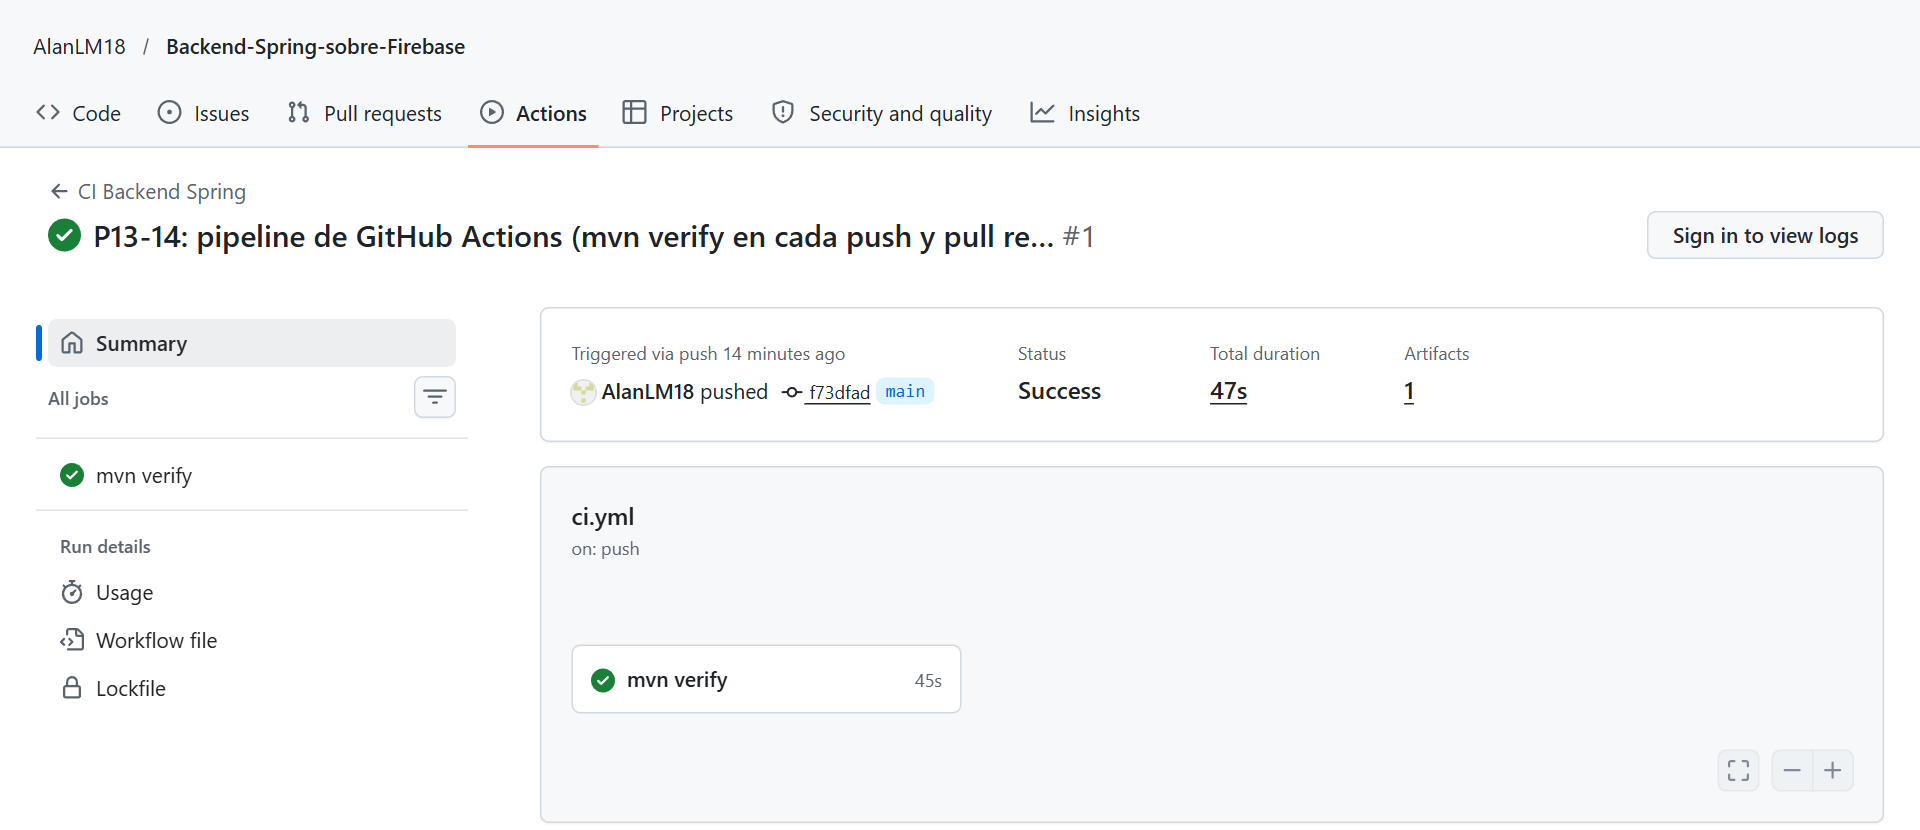 AlanLM18 / Backend-Spring-sobre-Firebase
Code Issues Pull requests Actions Projects Security and quality Insights
CI Backend Spring
P13-14: pipeline de GitHub Actions (mvn verify en cada push y pull re... #1
Sign in to view logs
Summary
All jobs
mvn verify
Run details
Usage
Workflow file
Lockfile
Triggered via push 14 minutes ago
AlanLM18 pushed f73dfad main
Status
Success
Total duration
47s
Artifacts
1
ci.yml
on: push
mvn verify 45s